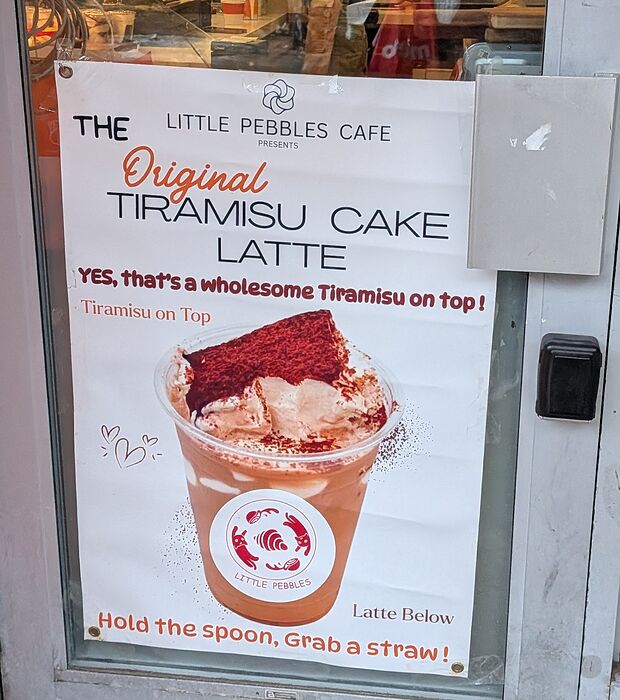 LITTLE PEBBLES CAFE
PRESENTS
THE
Original
TIRAMISU CAKE
LATTE
YES, that's a wholesome Tiramisu on top!
Tiramisu on Top
LITTLE PEBBLES
Latte Below
Hold the spoon, Grab a straw!